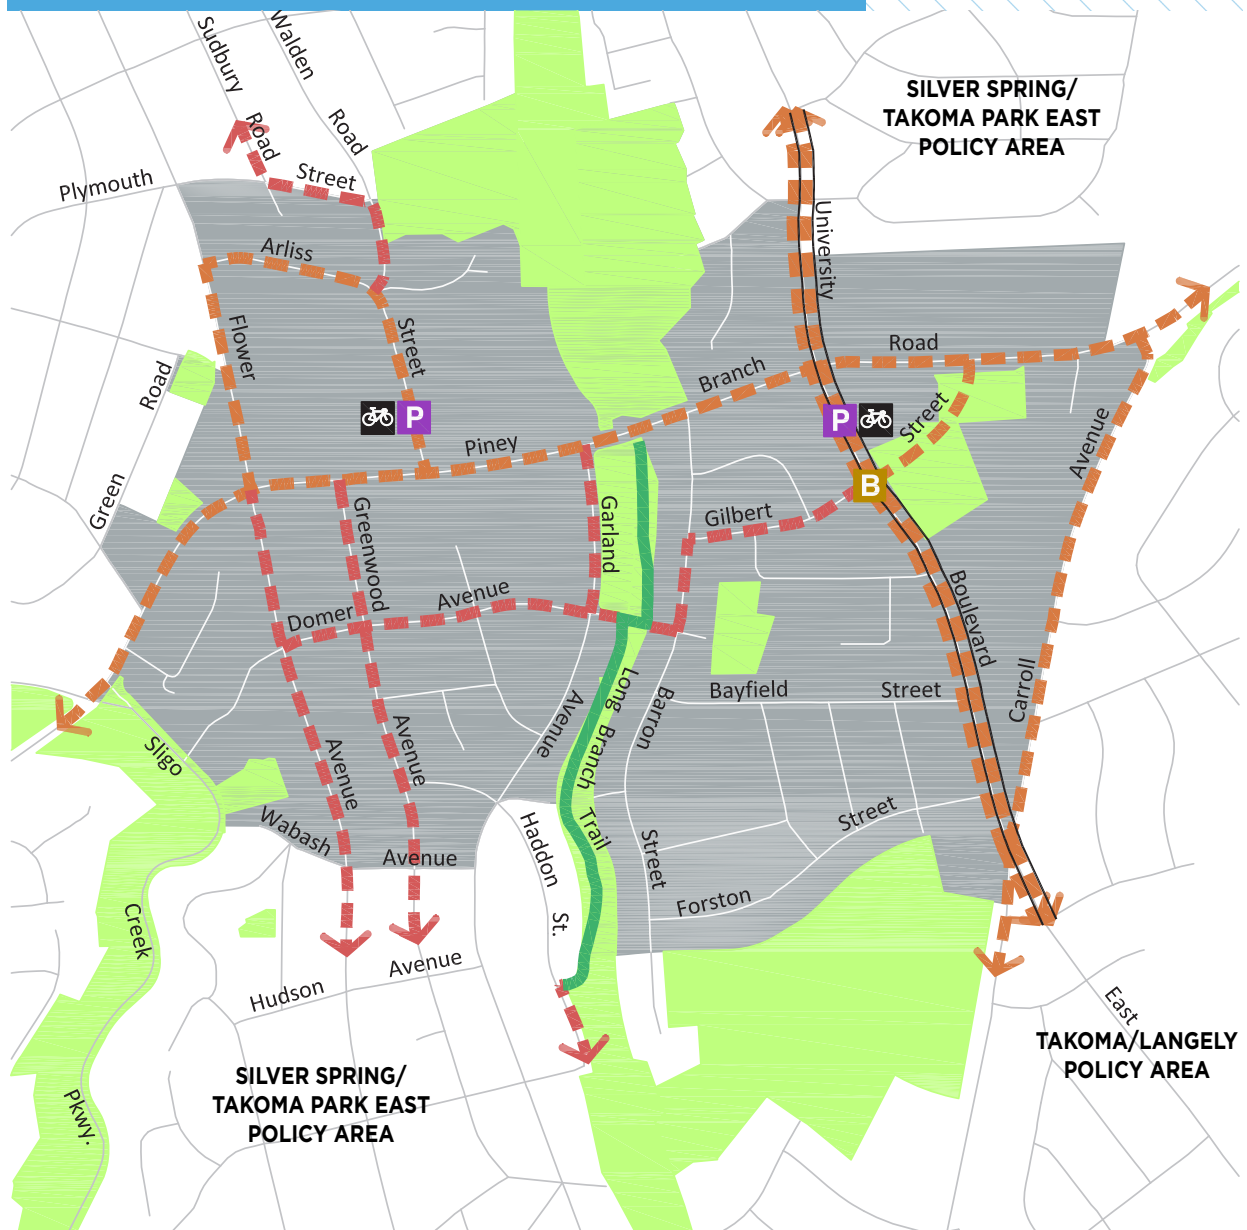 Sudbury
Walden
SILVER SPRING/
TAKOMA PARK EAST
POLICY AREA
Road
Road
Plymouth
Street
University
Arliss
Flower
Street
Road
Branch
Road
P
P
Street
Avenue
Piney
B
Green
Greenwood
Garland
Gilbert
Avenue
Domer
Boulevard
Long
Bayfield
Street
Carroll
Barron
Avenue
Branch
Sligo
Avenue
Avenue
Trail
Street
Wabash
Avenue
Haddon
Street
Forston
St.
Creek
Avenue
Hudson
East
TAKOMA/LANGELY
POLICY AREA
SILVER SPRING/
TAKOMA PARK EAST
POLICY AREA
Pkwy.